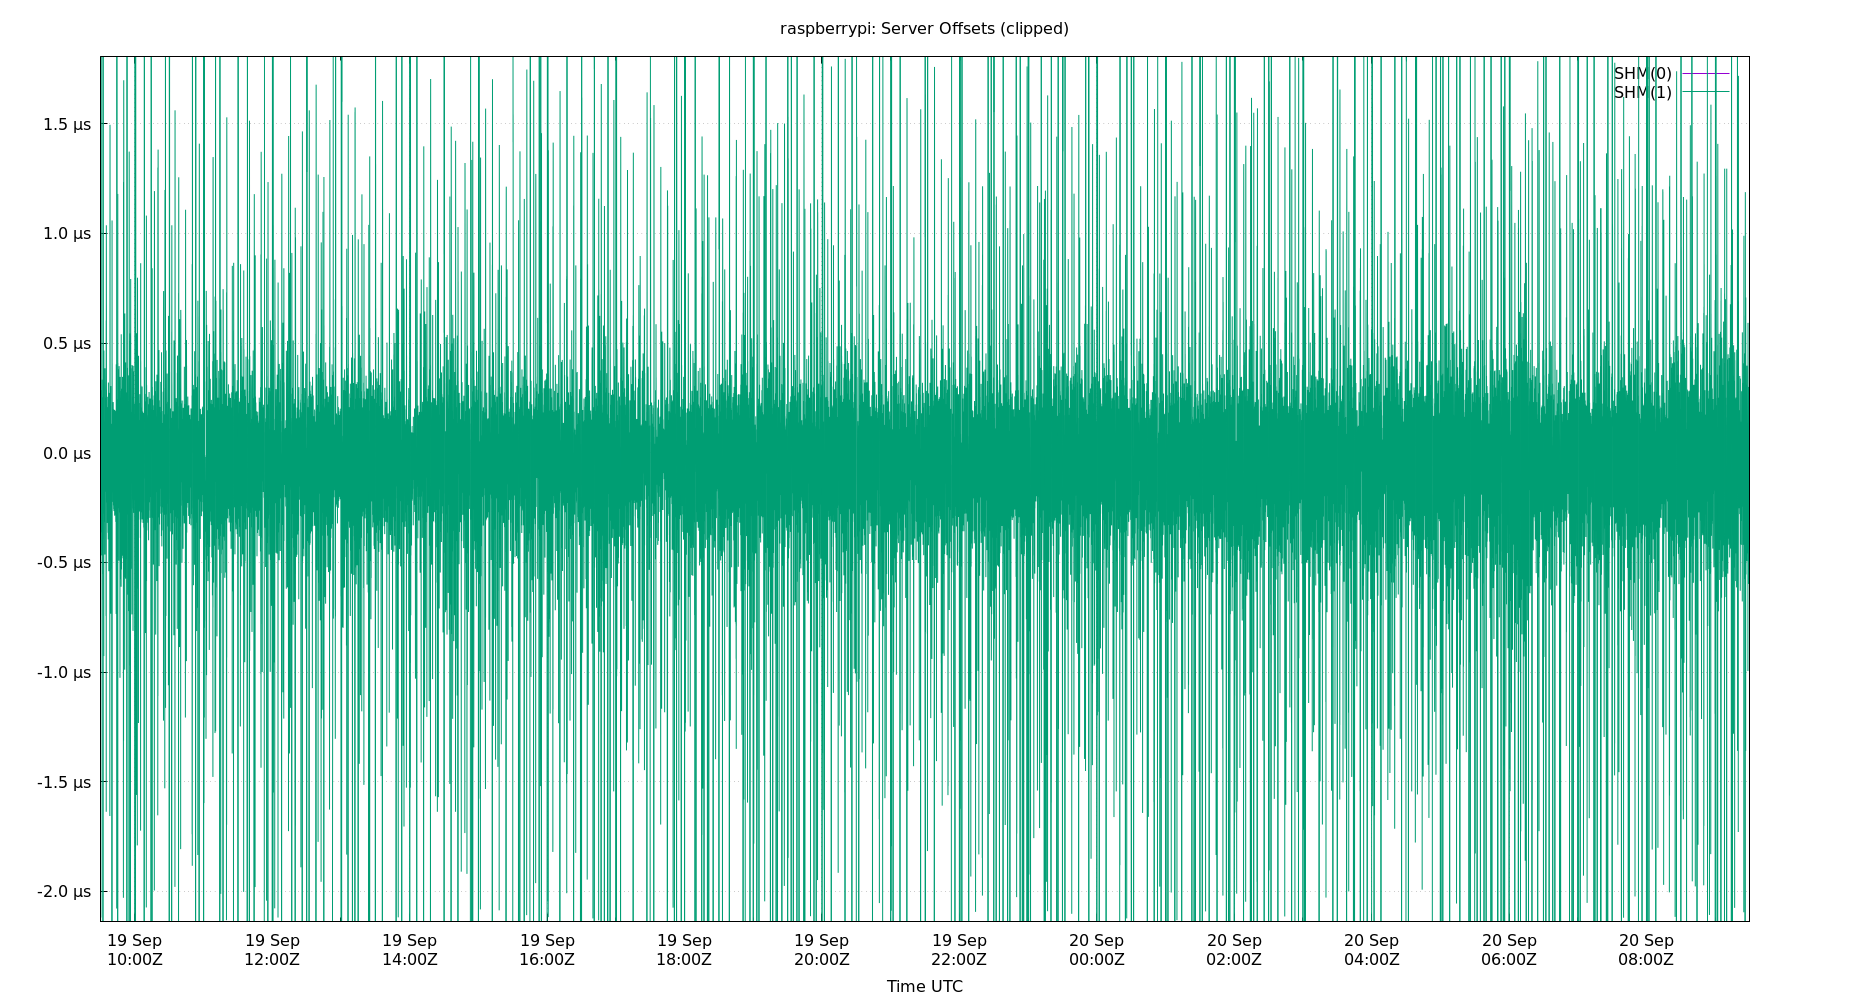 raspberrypi: Server Offsets (clipped)
SHM(0)
SHM(1)
1.5 µs
1.0 µs
0.5 µs
0.0 µs
-0.5 µs
-1.0 µs
-1.5 µs
-2.0 µs
19 Sep 19 Sep 19 Sep 19 Sep 19 Sep 19 Sep 19 Sep 20 Sep 20 Sep 20 Sep 20 Sep 20 Sep
10:00Z 12:00Z 14:00Z 16:00Z 18:00Z 20:00Z 22:00Z 00:00Z 02:00Z 04:00Z 06:00Z 08:00Z
Time UTC